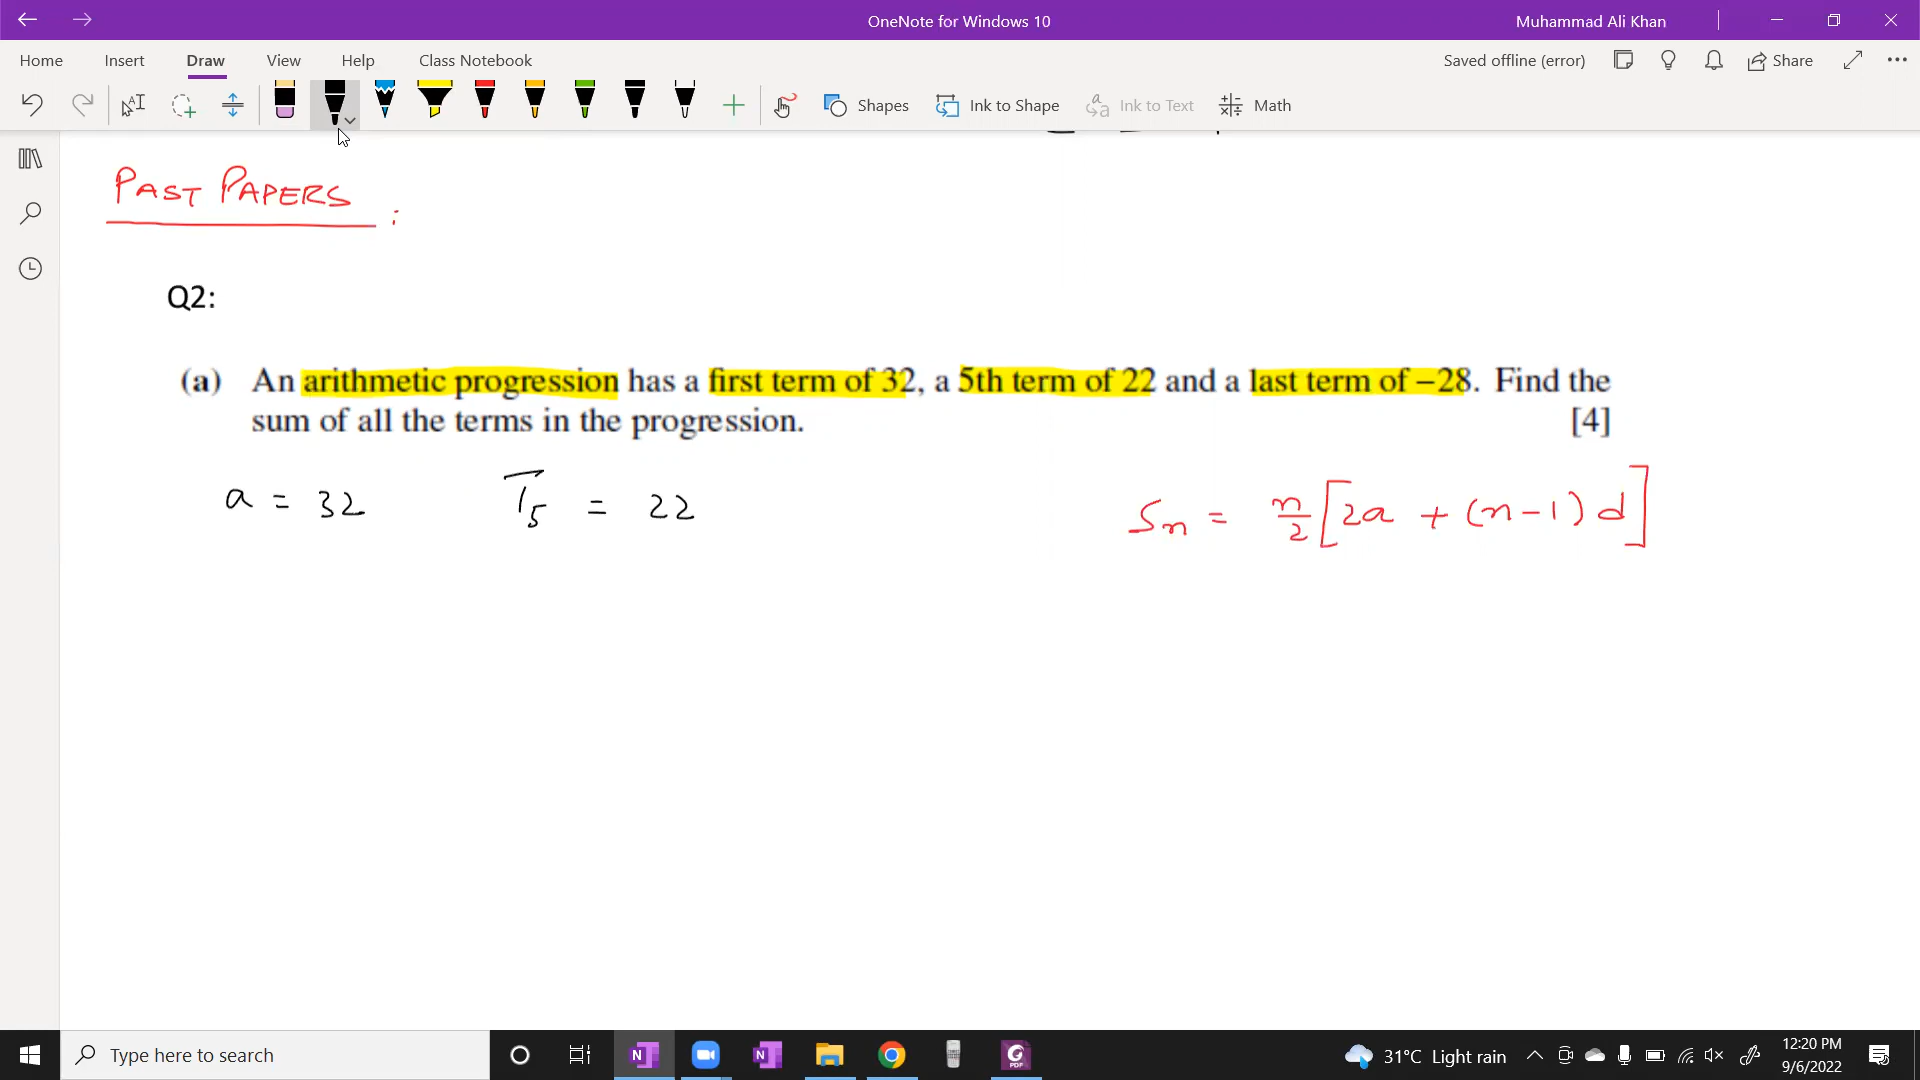 OneNote for Windows 10
Muhammad Ali Khan
Home Insert Draw View Help Class Notebook
Saved offline (error) Share
Shapes Ink to Shape Ink to Text Math
PAST PAPERS :
Q2:
(a) An arithmetic progression has a first term of 32, a 5th term of 22 and a last term of −28. Find the
sum of all the terms in the progression. [4]
a = 32 T₅ = 22 Sₙ = n/2 [2a + (n−1) d]
Type here to search
31°C Light rain
12:20 PM
9/6/2022